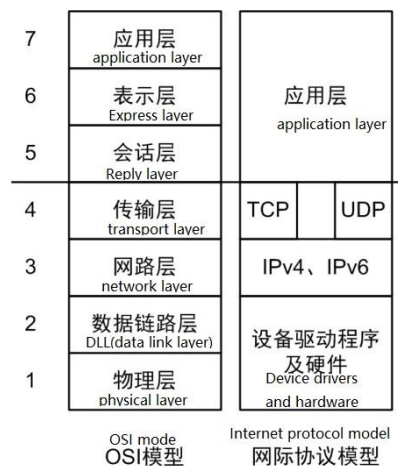 7
应用层
application layer
6
表示层
Express layer
5
会话层
Reply layer
应用层
application layer
4
传输层
transport layer
TCP
UDP
3
网路层
network layer
IPv4、IPv6
2
数据链路层
DLL(data link layer)
1
物理层
physical layer
设备驱动程序
及硬件
Device drivers
and hardware
OSI mode
OSI模型
Internet protocol model
网际协议模型